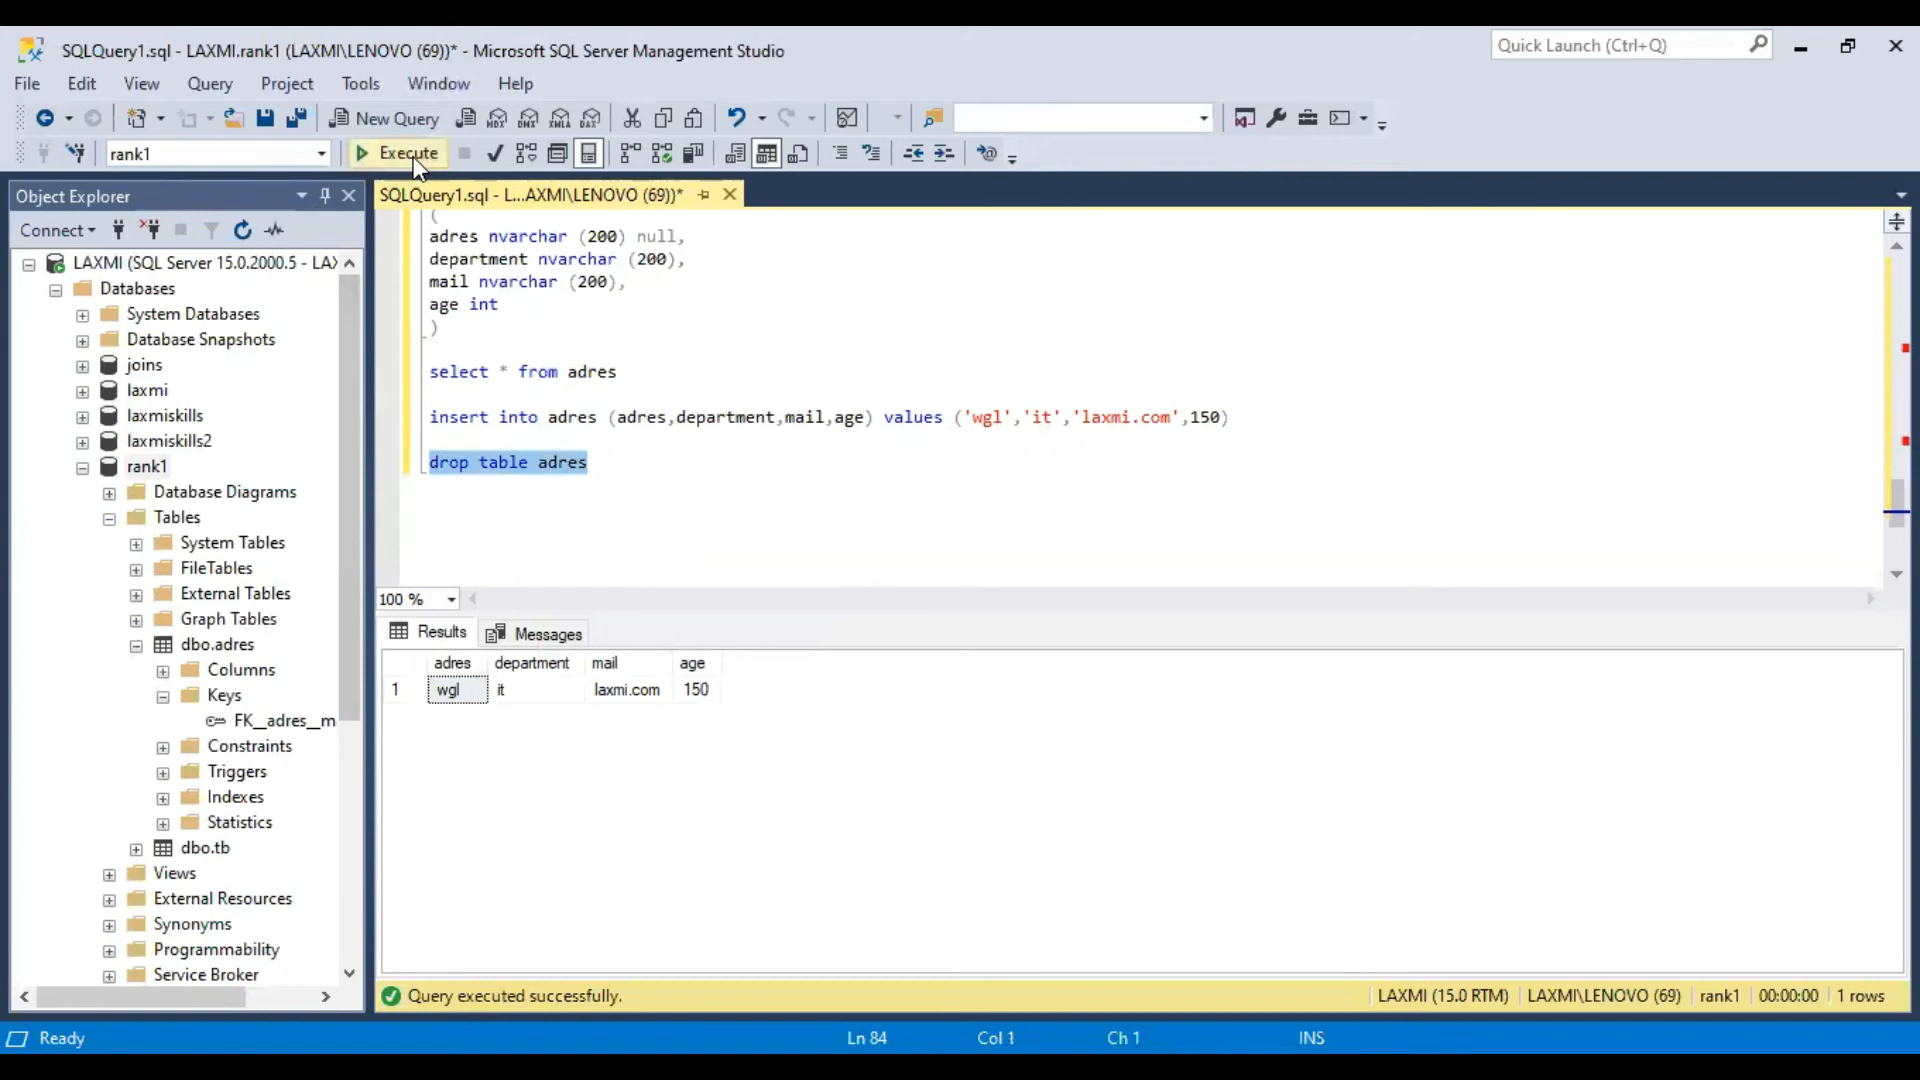 SQLQuery1.sql - LAXMI.rank1 (LAXMI\LENOVO (69))* - Microsoft SQL Server Management Studio
Quick Launch (Ctrl+Q)
File Edit View Query Project Tools Window Help
New Query
MDX DMX XMLA DAX
rank1
Execute
Object Explorer
Connect
LAXMI (SQL Server 15.0.2000.5 - LAX
Databases
System Databases
Database Snapshots
joins
laxmi
laxmiskills
laxmiskills2
rank1
Database Diagrams
Tables
System Tables
FileTables
External Tables
Graph Tables
dbo.adres
Columns
Keys
FK__adres__m
Constraints
Triggers
Indexes
Statistics
dbo.tb
Views
External Resources
Synonyms
Programmability
Service Broker
SQLQuery1.sql - L...AXMI\LENOVO (69))*
(
adres nvarchar (200) null,
department nvarchar (200),
mail nvarchar (200),
age int
)
select * from adres
insert into adres (adres,department,mail,age) values ('wgl','it','laxmi.com',150)
drop table adres
100 %
Results Messages
adres department mail age
1 wgl it laxmi.com 150
Query executed successfully.
LAXMI (15.0 RTM) LAXMI\LENOVO (69) rank1 00:00:00 1 rows
Ready Ln 84 Col 1 Ch 1 INS